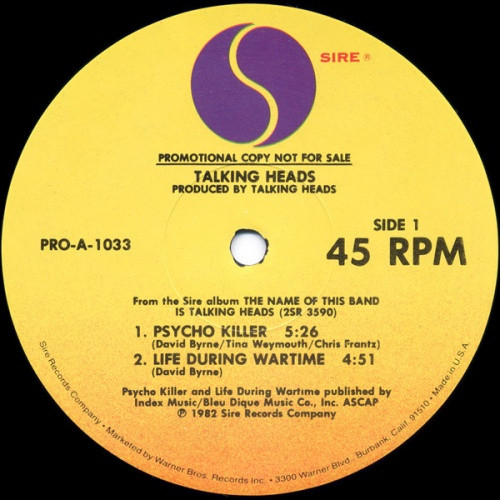 SIRE ®
PROMOTIONAL COPY NOT FOR SALE
TALKING HEADS
PRODUCED BY TALKING HEADS
PRO-A-1033
SIDE 1
45 RPM
From the Sire album THE NAME OF THIS BAND
IS TALKING HEADS (2SR 3590)
1. PSYCHO KILLER 5:26
(David Byrne/Tina Weymouth/Chris Frantz)
2. LIFE DURING WARTIME 4:51
(David Byrne)
Psycho Killer and Life During Wartime published by
Index Music/Bleu Dique Music Co., Inc. ASCAP
℗ 1982 Sire Records Company
Sire Records Company • Marketed by Warner Bros. Records Inc. • 3300 Warner Blvd., Burbank, Calif. 91510 • Made in U.S.A.